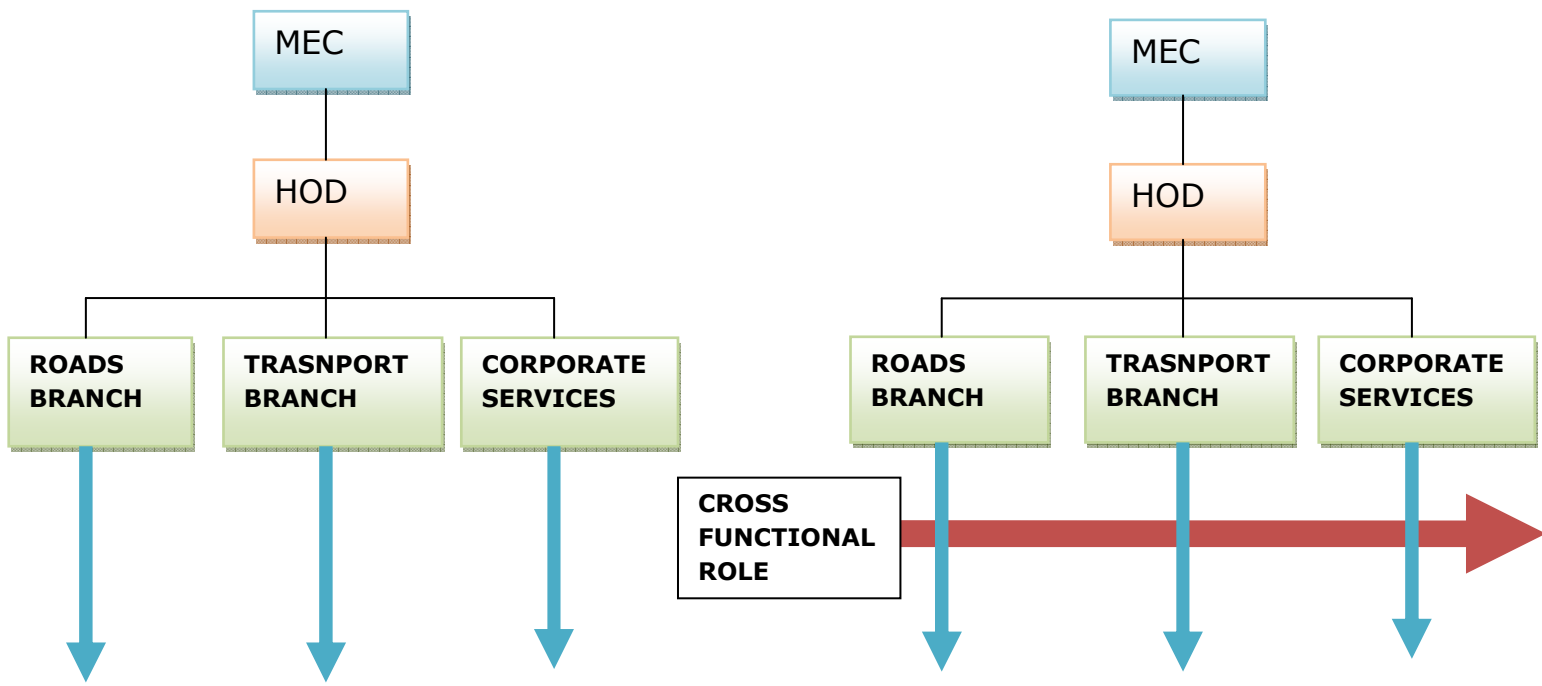 MEC
HOD
ROADS
BRANCH
TRASNPORT
BRANCH
CORPORATE
SERVICES
MEC
HOD
ROADS
BRANCH
TRASNPORT
BRANCH
CORPORATE
SERVICES
CROSS
FUNCTIONAL
ROLE